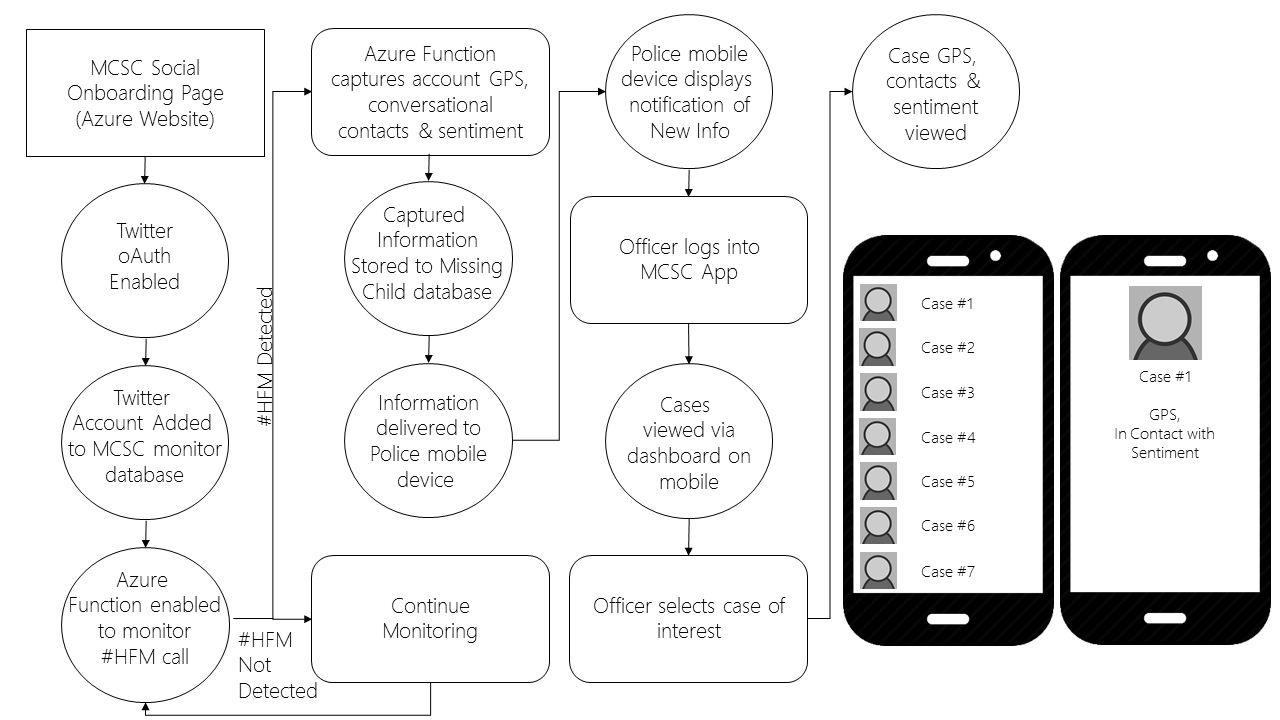 MCSC Social
Onboarding Page
(Azure Website)
Twitter
oAuth
Enabled
Twitter
Account Added
to MCSC monitor
database
Azure
Function enabled
to monitor
#HFM call
#HFM Detected
#HFM
Not
Detected
Azure Function
captures account GPS,
conversational
contacts & sentiment
Captured
Information
Stored to Missing
Child database
Information
delivered to
Police mobile
device
Continue
Monitoring
Police mobile
device displays
notification of
New Info
Officer logs into
MCSC App
Cases
viewed via
dashboard on
mobile
Officer selects case of
interest
Case GPS,
contacts &
sentiment
viewed
Case #1
Case #2
Case #3
Case #4
Case #5
Case #6
Case #7
Case #1
GPS,
In Contact with
Sentiment